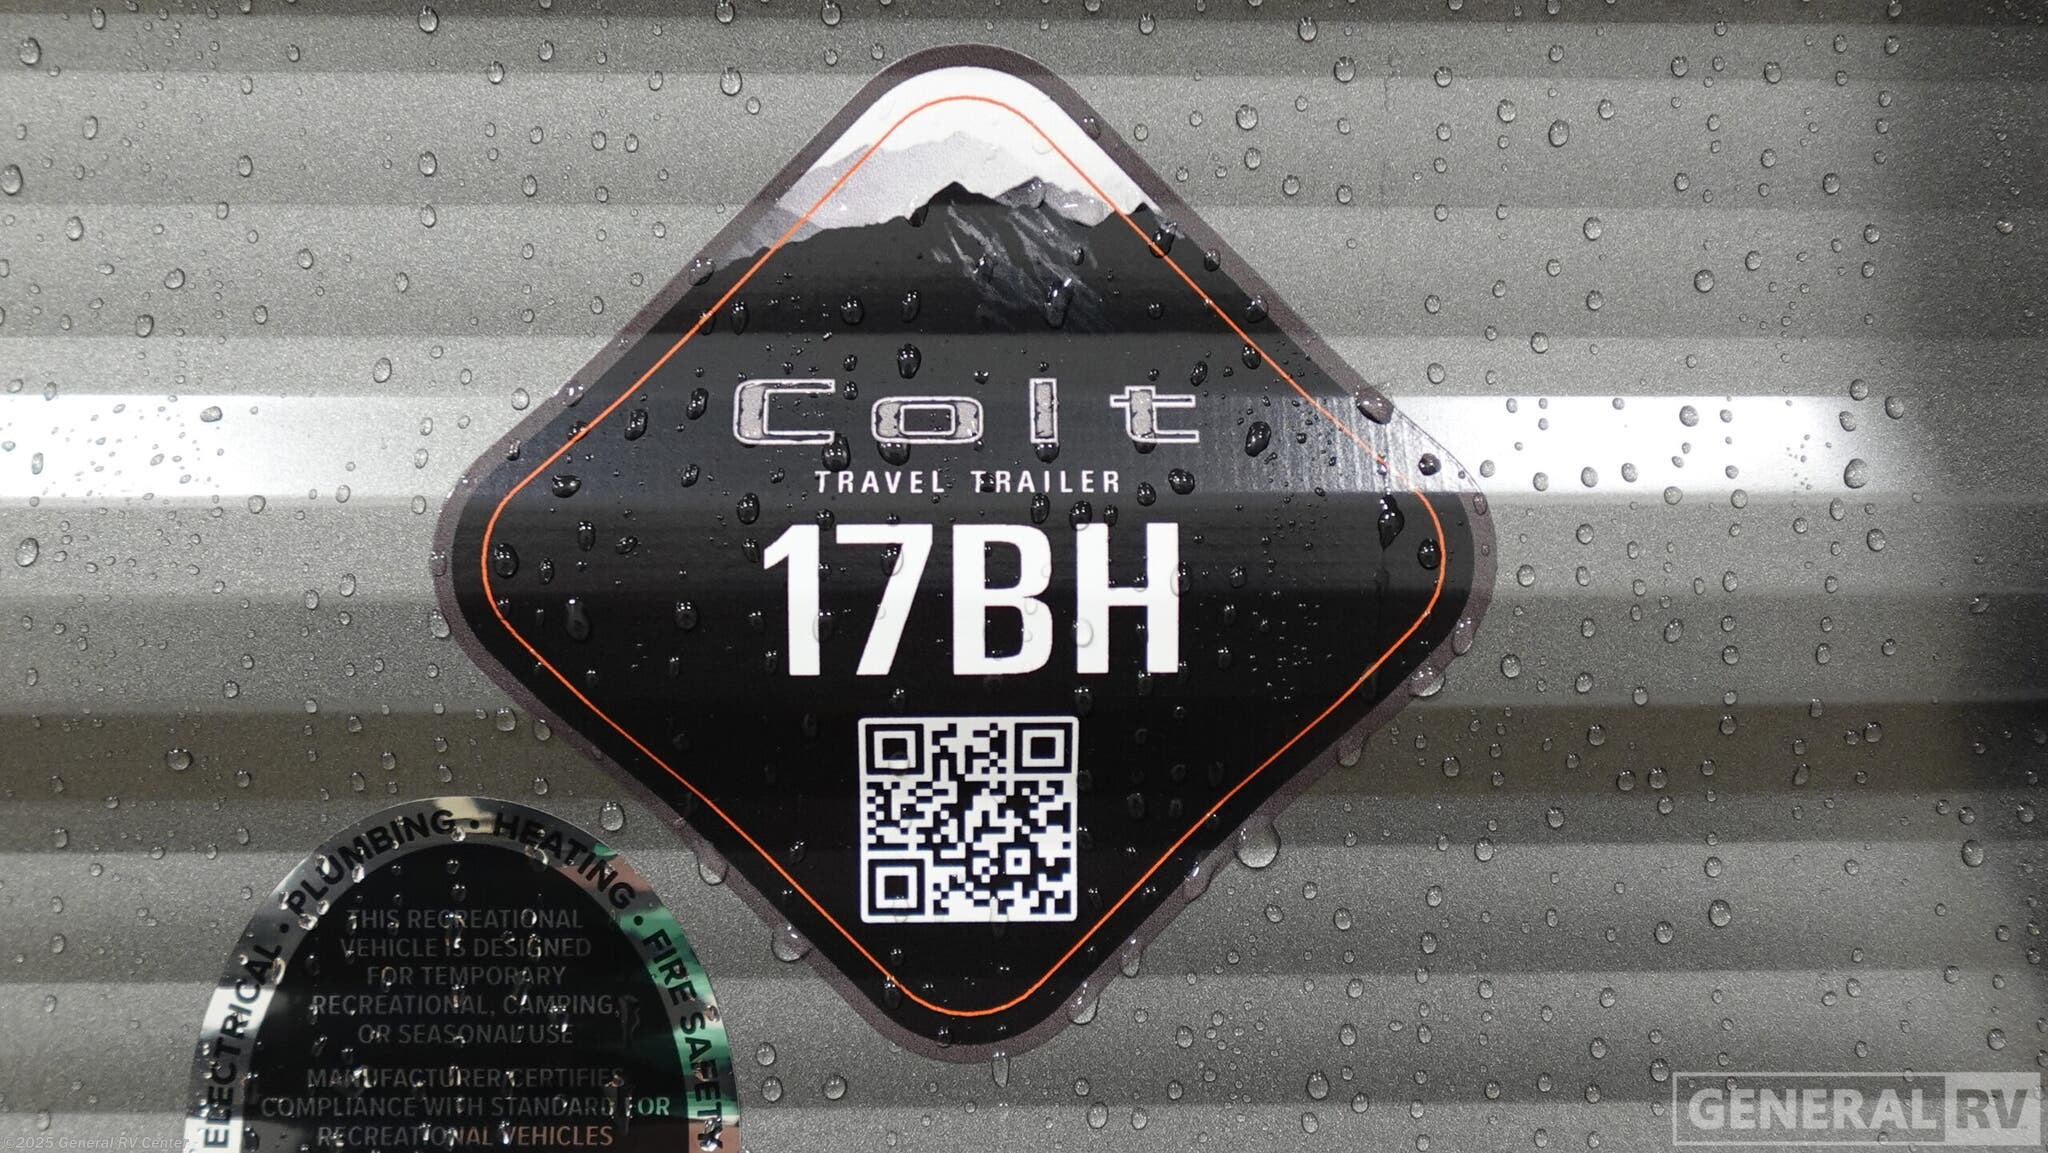 Colt
TRAVEL TRAILER
17BH
ELECTRICAL · PLUMBING · HEATING · FIRE SAFETY
THIS RECREATIONAL
VEHICLE IS DESIGNED
FOR TEMPORARY
RECREATIONAL, CAMPING,
OR SEASONAL USE
MANUFACTURER CERTIFIES
COMPLIANCE WITH STANDARD FOR
RECREATIONAL VEHICLES
©2025 General RV Center
GENERAL RV